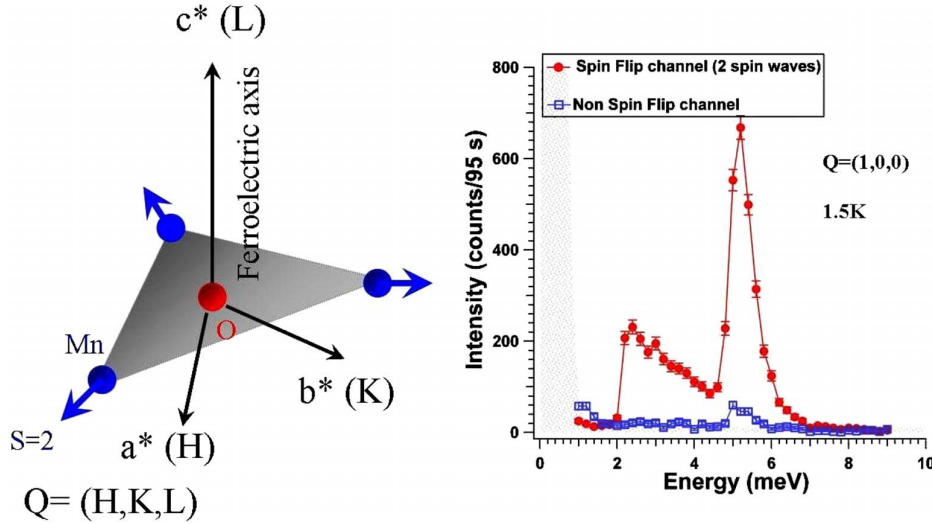 c* (L)
Ferroelectric axis
Mn
O
S=2
a* (H)
b* (K)
Q= (H,K,L)
Spin Flip channel (2 spin waves)
Non Spin Flip channel
Q=(1,0,0)
1.5K
Intensity (counts/95 s)
800
600
400
200
0
0 2 4 6 8 10
Energy (meV)